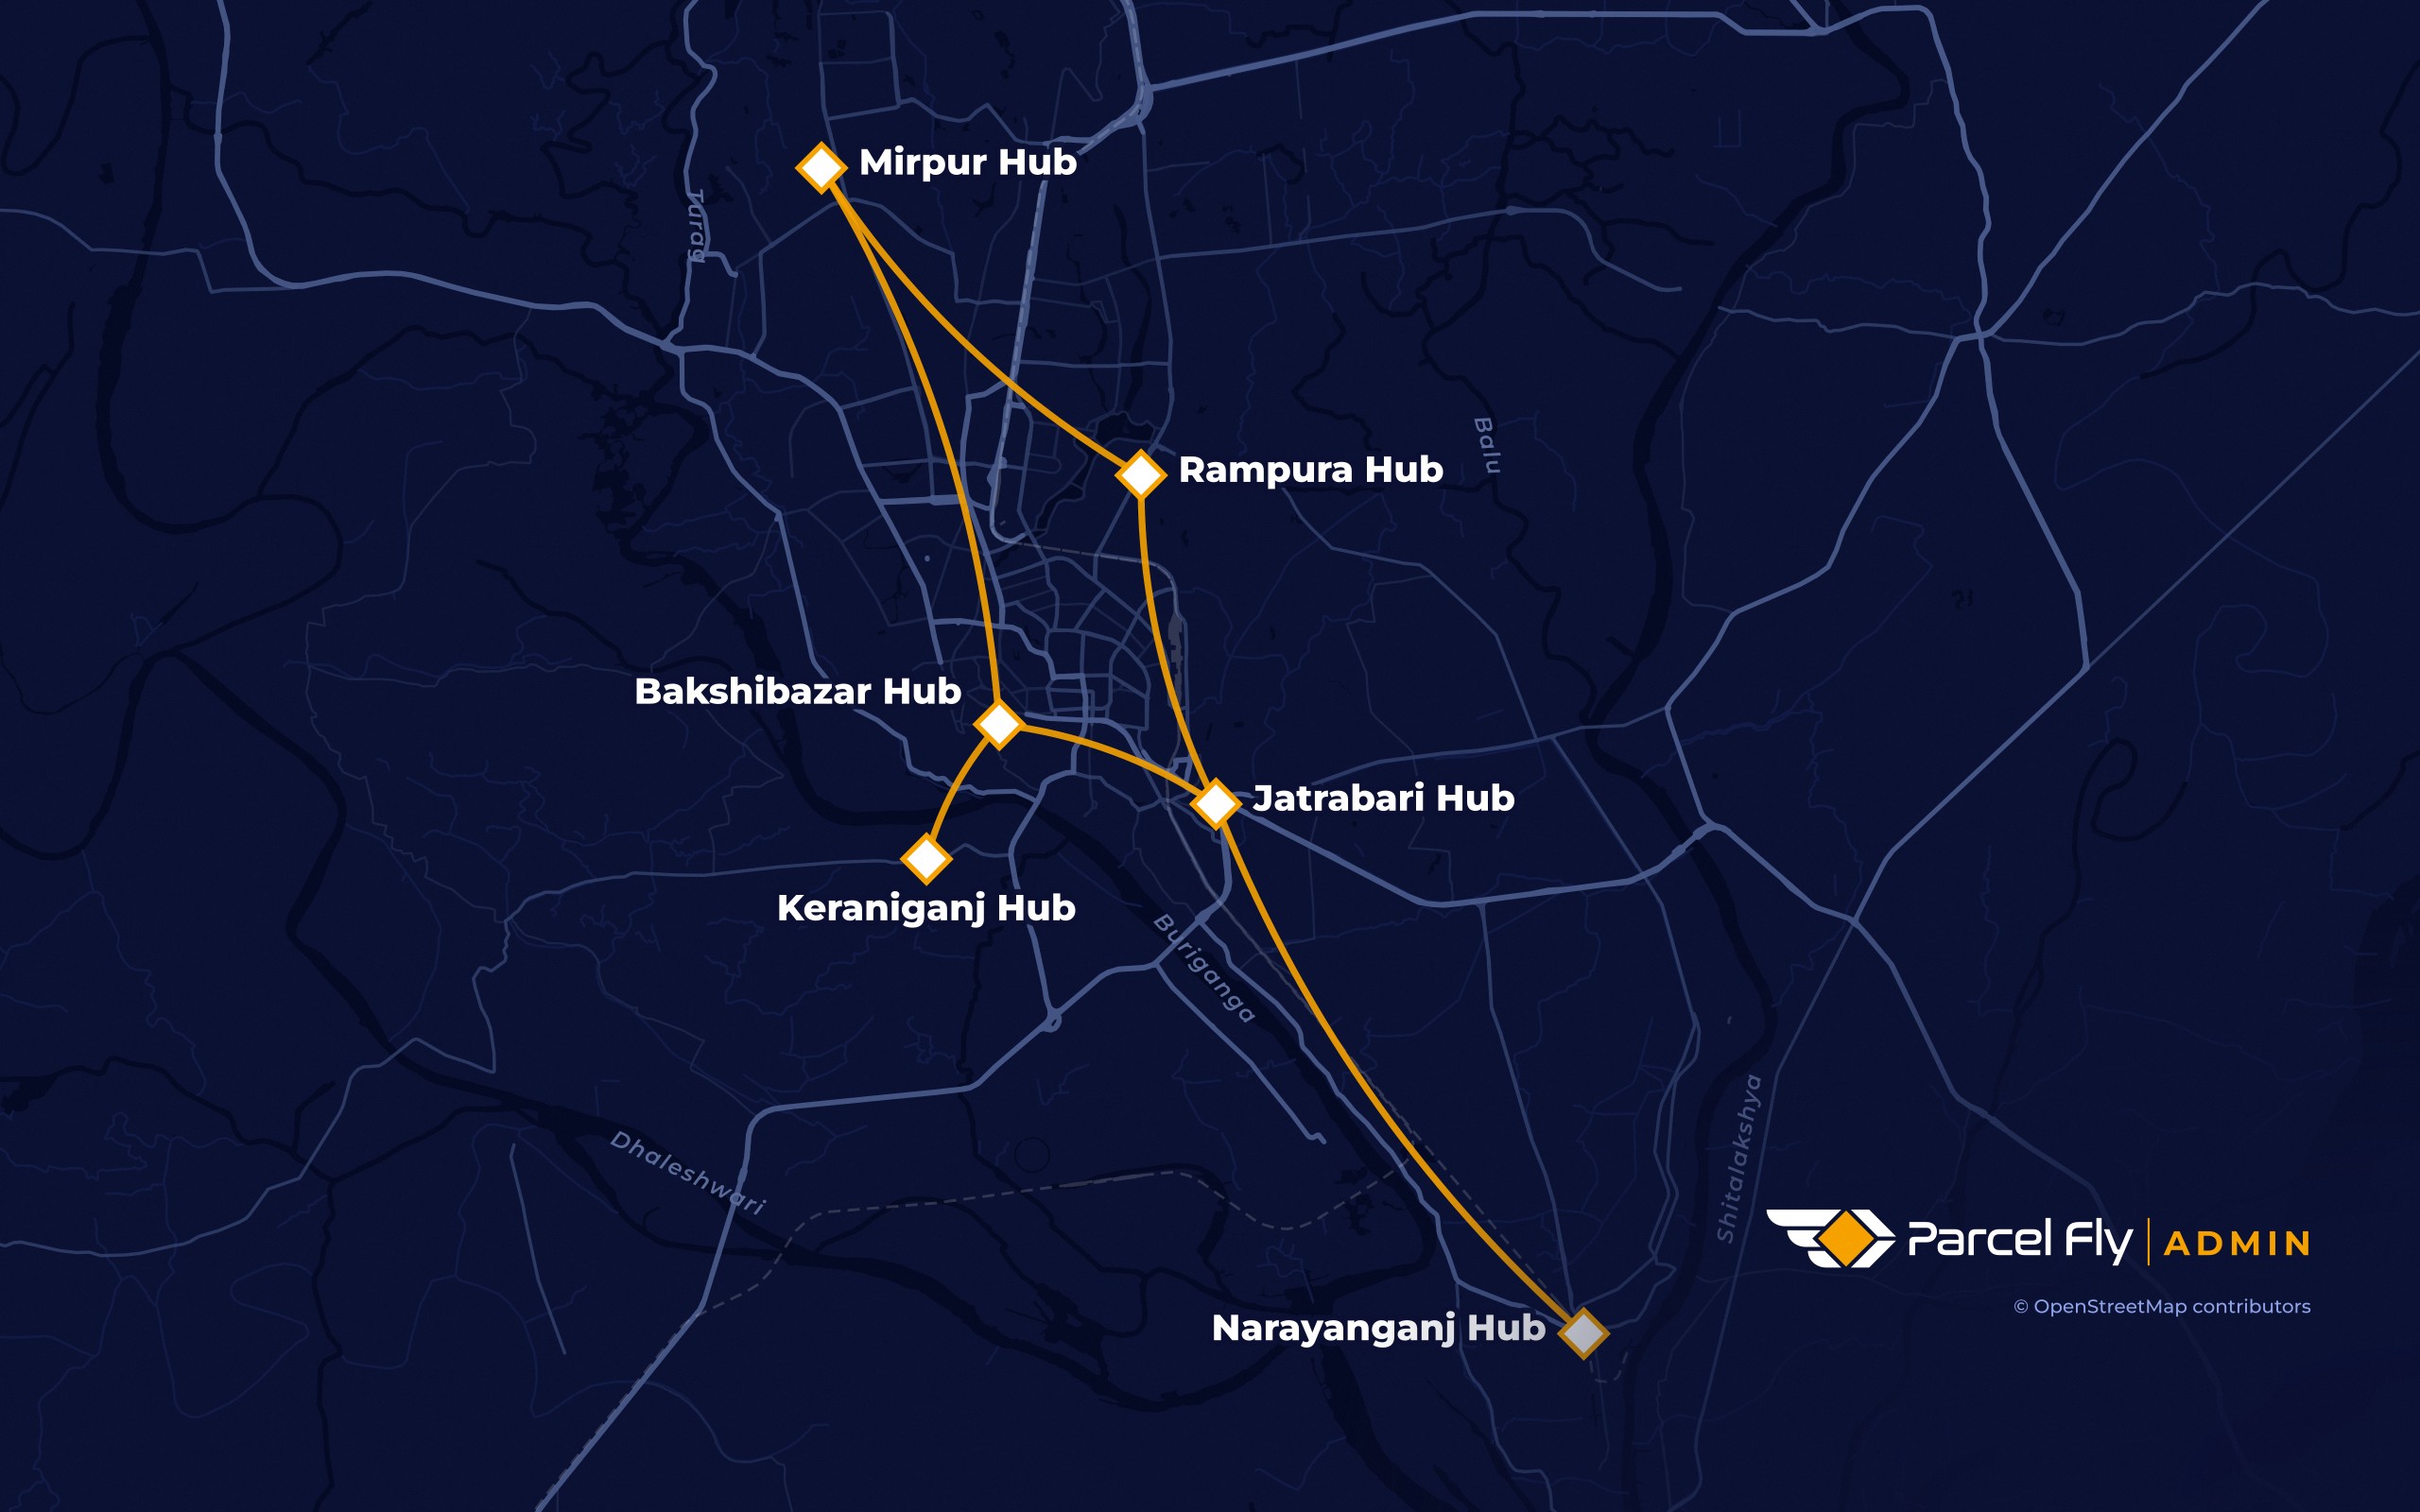 Mirpur Hub
Turag
Balu
Rampura Hub
Bakshibazar Hub
Jatrabari Hub
Keraniganj Hub
Buriganga
Dhaleshwari
Shitalakshya
Parcel Fly | ADMIN
© OpenStreetMap contributors
Narayanganj Hub